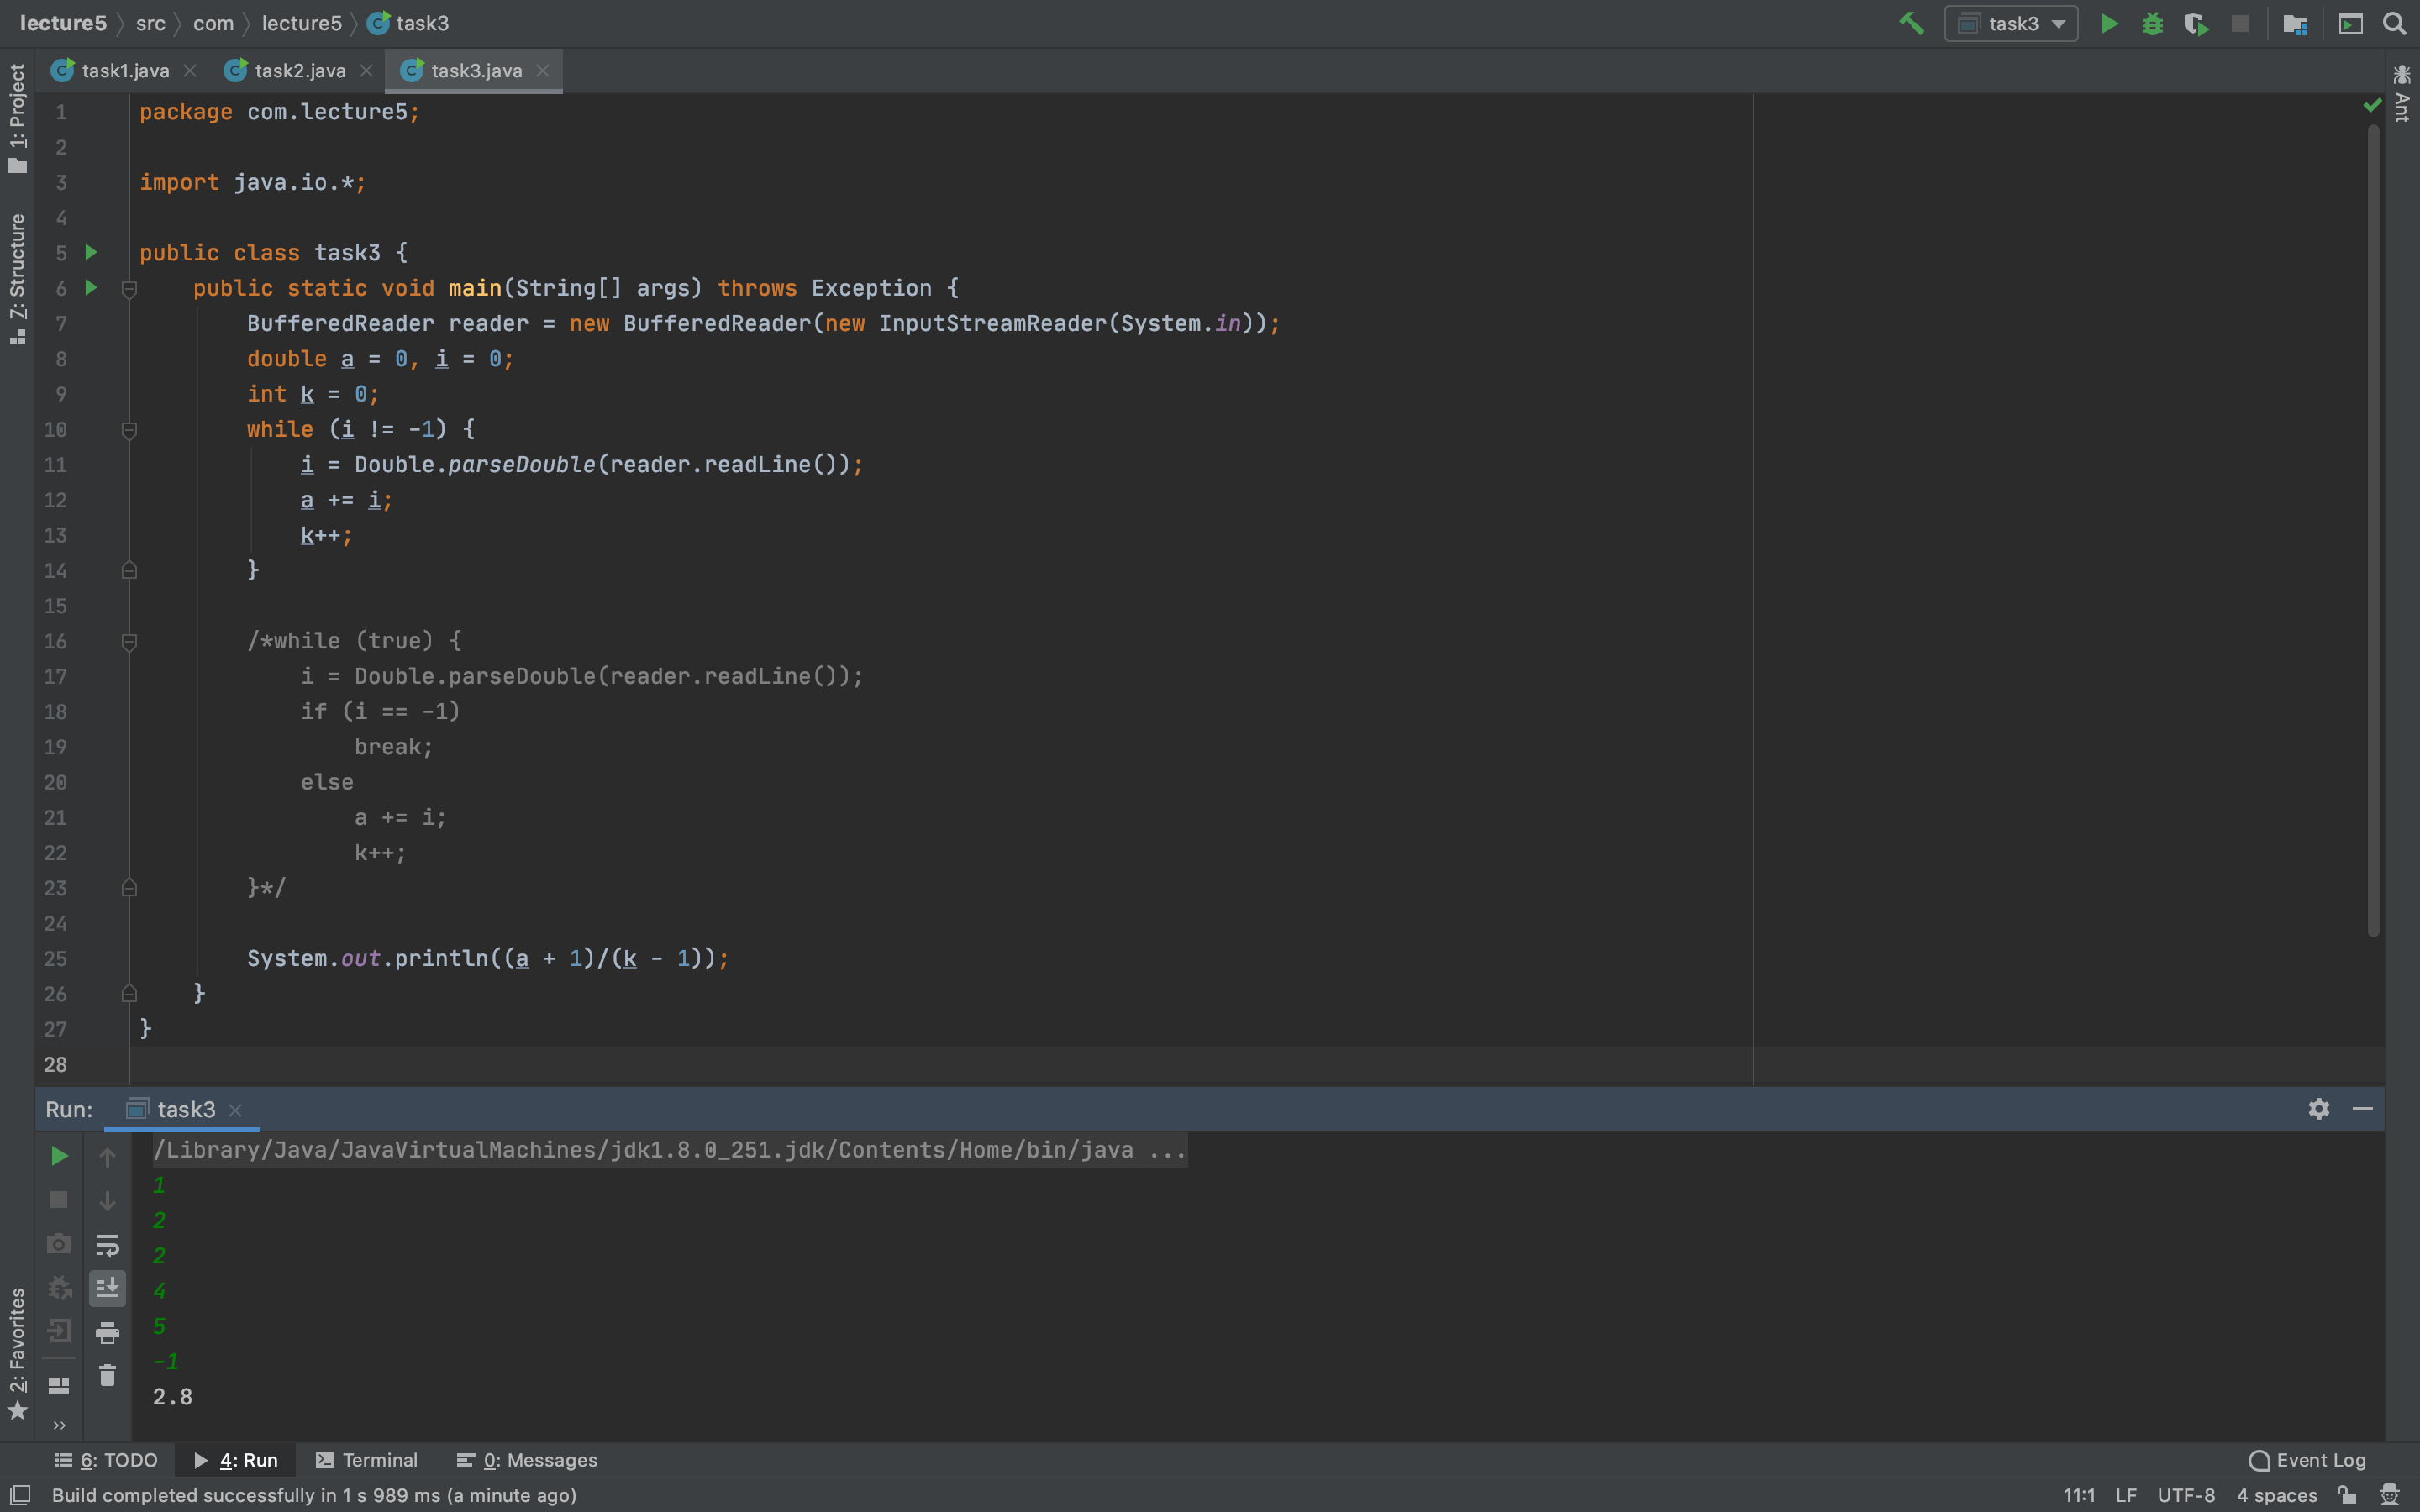 lecture5 src com lecture5 task3 task3
task1.java task2.java task3.java
1: Project
7: Structure
2: Favorites
Ant
1 package com.lecture5;
2
3 import java.io.*;
4
5 public class task3 {
6     public static void main(String[] args) throws Exception {
7         BufferedReader reader = new BufferedReader(new InputStreamReader(System.in));
8         double a = 0, i = 0;
9         int k = 0;
10         while (i != -1) {
11             i = Double.parseDouble(reader.readLine());
12             a += i;
13             k++;
14         }
15
16         /*while (true) {
17             i = Double.parseDouble(reader.readLine());
18             if (i == -1)
19                 break;
20             else
21                 a += i;
22                 k++;
23         }*/
24
25         System.out.println((a + 1)/(k - 1));
26     }
27 }
28
Run: task3
/Library/Java/JavaVirtualMachines/jdk1.8.0_251.jdk/Contents/Home/bin/java ...
1
2
2
4
5
-1
2.8
6: TODO 4: Run Terminal 0: Messages Event Log
Build completed successfully in 1 s 989 ms (a minute ago) 11:1 LF UTF-8 4 spaces